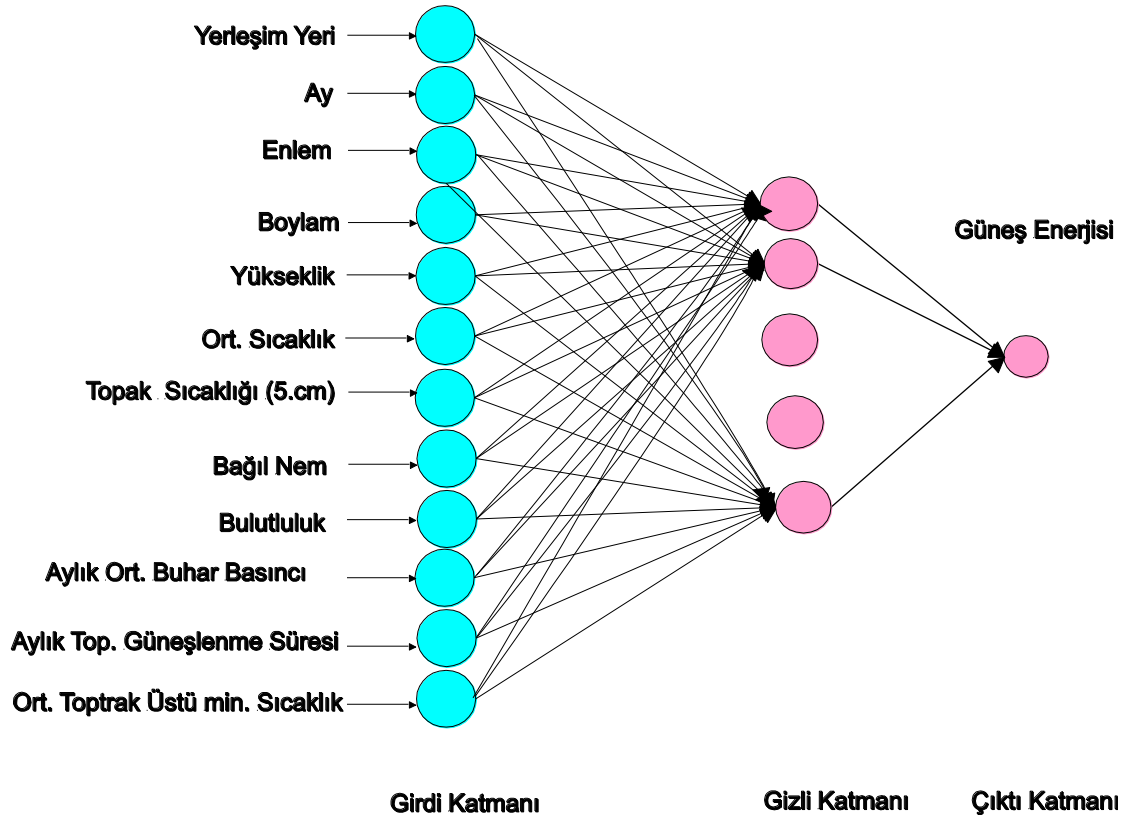 Yerleşim Yeri
Ay
Enlem
Boylam
Güneş Enerjisi
Yükseklik
Ort. Sıcaklık
Topak Sıcaklığı (5.cm)
Bağıl Nem
Bulutluluk
Aylık Ort. Buhar Basıncı
Aylık Top. Güneşlenme Süresi
Ort. Toptrak Üstü min. Sıcaklık
Girdi Katmanı
Gizli Katmanı
Çıktı Katmanı